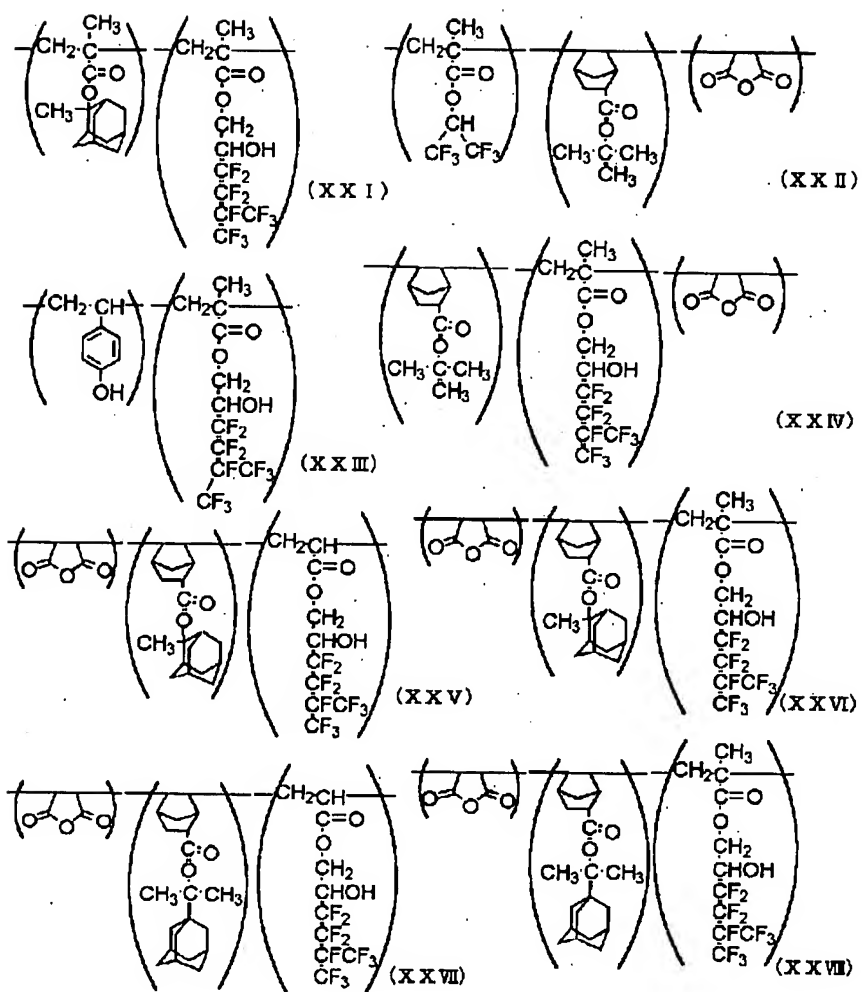 CH3 CH3 CH3
CH2-C CH2C CH2C
C=O C=O C=O O O O
O O O C=O
CH3 CH2 CH O
CHOH CF3 CF3 CH3-C-CH3
CF2 CH3
CF2 (XXII)
CFCF3 (XXI)
CF3
CH3 CH3
CH2-CH CH2C CH2C
C=O C=O O O O
O C=O O
OH CH2 O CH2
CHOH CH3-C-CH3 CHOH
CF2 CH3 CF2
CF2 CF2
CFCF3 (XXIII) CFCF3 (XXIV)
CF3 CF3
CH3
CH2CH CH2C
O O O C=O O O O C=O
C=O O C=O O
O CH2 O CH2
CH3 CHOH CH3 CHOH
CF2 CF2
CF2 CF2
CFCF3 (XXV) CFCF3 (XXVI)
CF3 CF3
CH3
CH2CH CH2C
O O O C=O O O O C=O
C=O O C=O O
O CH2 O CH2
CH3-C-CH3 CHOH CH3-C-CH3 CHOH
CF2 CF2
CF2 CF2
CFCF3 CFCF3
CF3 (XXVII) CF3 (XXVIII)